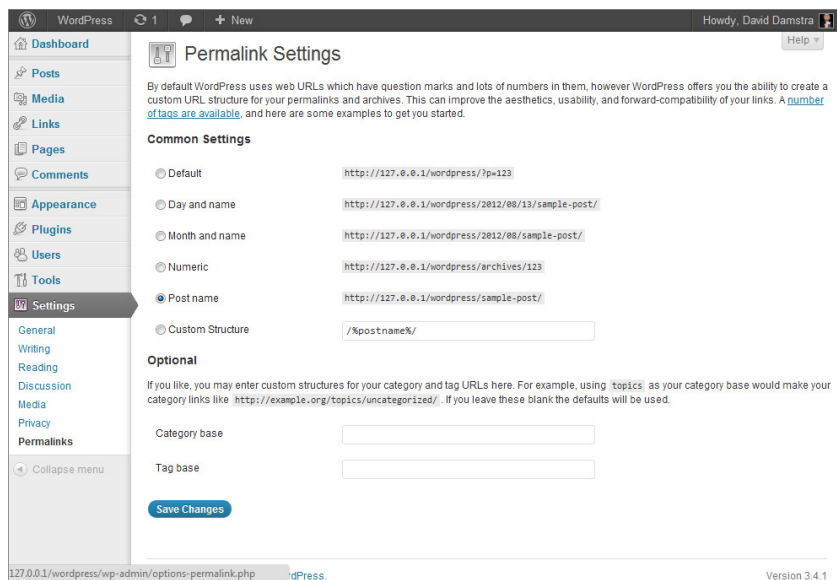 WordPress 1 + New Howdy, David Damstra
Help
Dashboard
Posts
Media
Links
Pages
Comments
Appearance
Plugins
Users
Tools
Settings
General
Writing
Reading
Discussion
Media
Privacy
Permalinks
Collapse menu
Permalink Settings
By default WordPress uses web URLs which have question marks and lots of numbers in them, however WordPress offers you the ability to create a
custom URL structure for your permalinks and archives. This can improve the aesthetics, usability, and forward-compatibility of your links. A number
of tags are available, and here are some examples to get you started.
Common Settings
Default http://127.0.0.1/wordpress/?p=123
Day and name http://127.0.0.1/wordpress/2012/08/13/sample-post/
Month and name http://127.0.0.1/wordpress/2012/08/sample-post/
Numeric http://127.0.0.1/wordpress/archives/123
Post name http://127.0.0.1/wordpress/sample-post/
Custom Structure /%postname%/
Optional
If you like, you may enter custom structures for your category and tag URLs here. For example, using topics as your category base would make your
category links like http://example.org/topics/uncategorized/ . If you leave these blank the defaults will be used.
Category base
Tag base
Save Changes
127.0.0.1/wordpress/wp-admin/options-permalink.php rdPress. Version 3.4.1